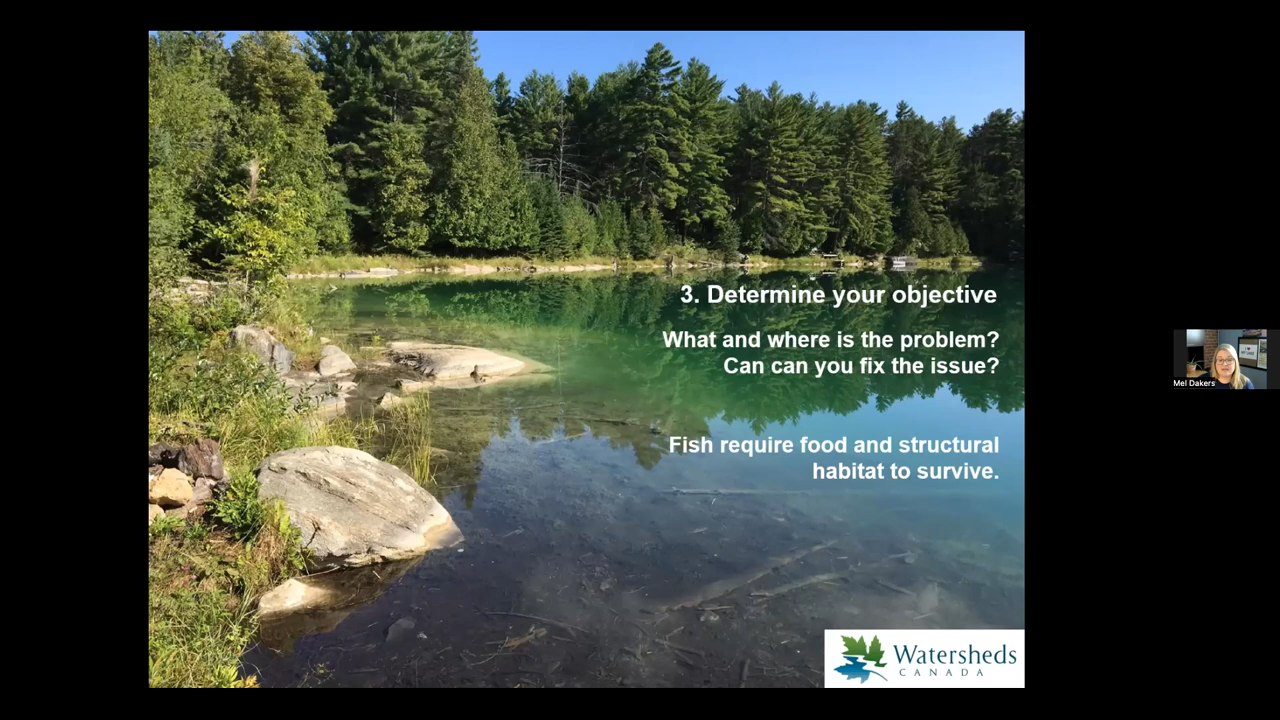 3. Determine your objective
What and where is the problem?
Can can you fix the issue?
Fish require food and structural
habitat to survive.
Mel Dakers
Watersheds
CANADA